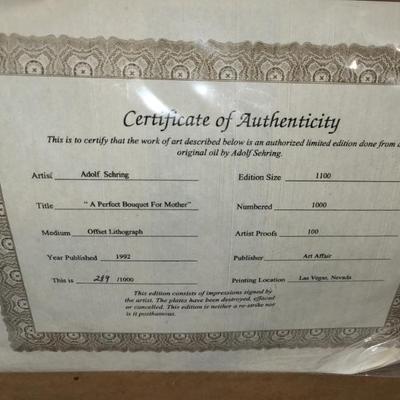 Certificate of Authenticity
This is to certify that the work of art described below is an authorized limited edition done from
original oil by Adolf Sehring.
Artist Adolf Sehring Edition Size 1100
Title " A Perfect Bouquet For Mother" Numbered 1000
Medium Offset Lithograph Artist Proofs 100
Year Published 1992 Publisher Art Affair
This is 289 /1000 Printing Location Las Vegas, Nevada
This edition consists of impressions signed by
the artist. The plates have been destroyed, effaced
or cancelled. This edition is neither a re-strike nor
is it posthumous.